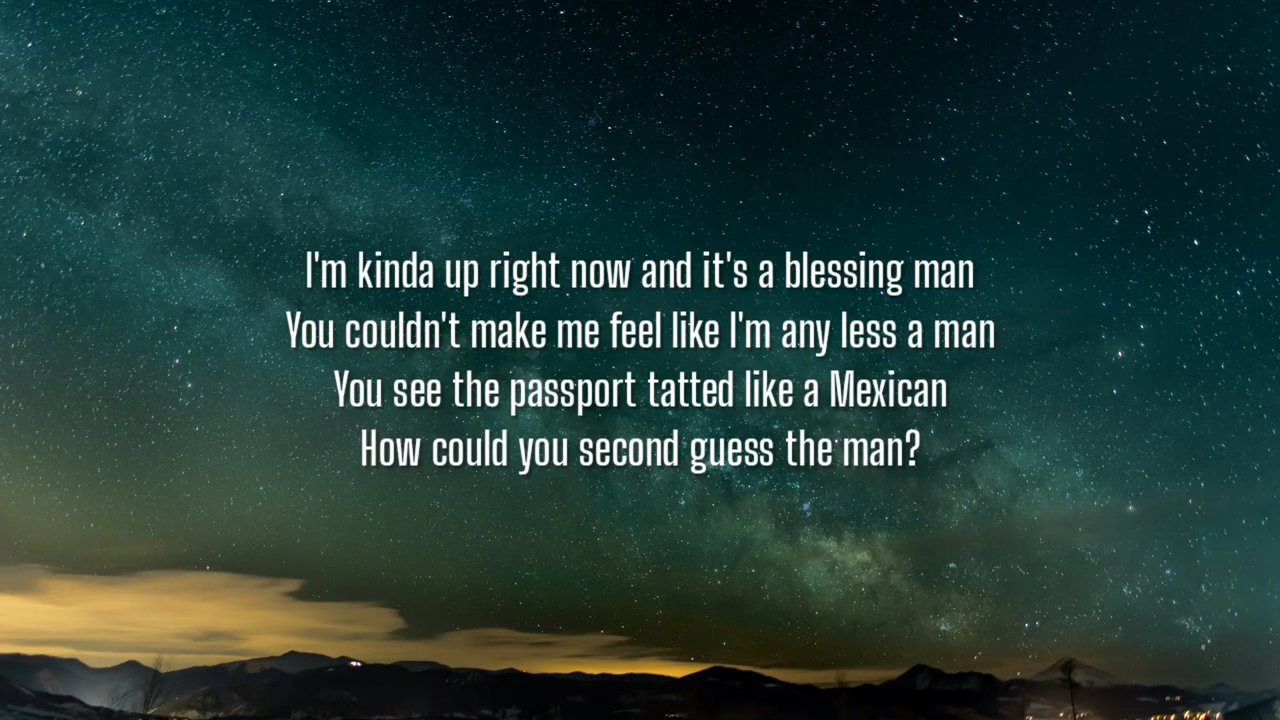 I'm kinda up right now and it's a blessing man
You couldn't make me feel like I'm any less a man
You see the passport tatted like a Mexican
How could you second guess the man?